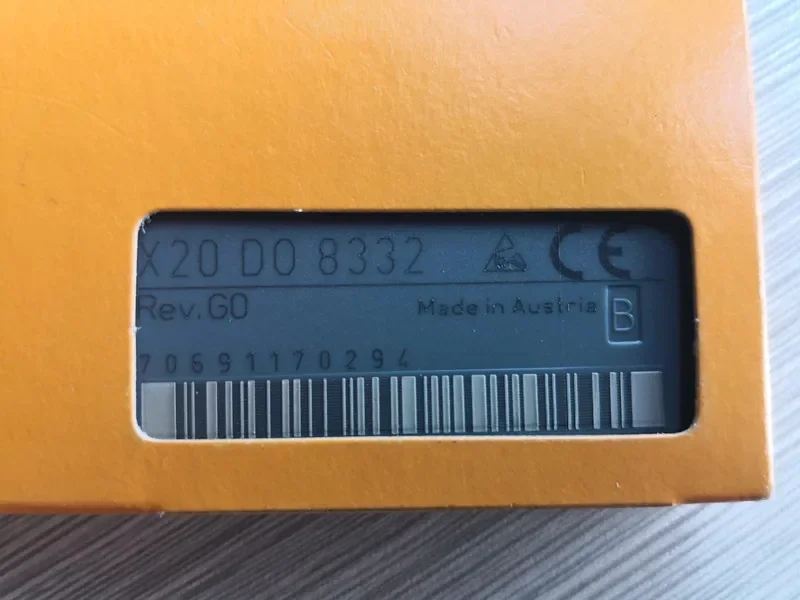 X20 DO 8332 CE
Rev. G0
Made in Austria B
70691170294